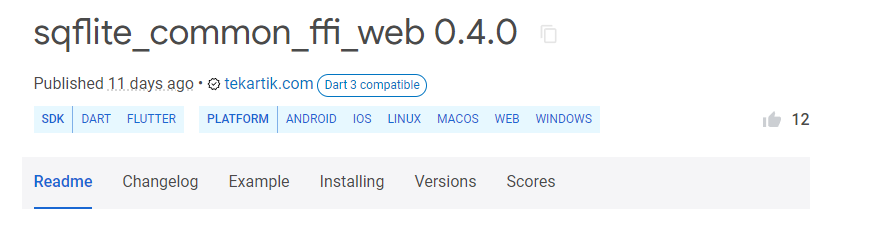 sqflite_common_ffi_web 0.4.0
Published 11 days ago • tekartik.com Dart 3 compatible
SDK DART FLUTTER PLATFORM ANDROID IOS LINUX MACOS WEB WINDOWS 12
Readme Changelog Example Installing Versions Scores